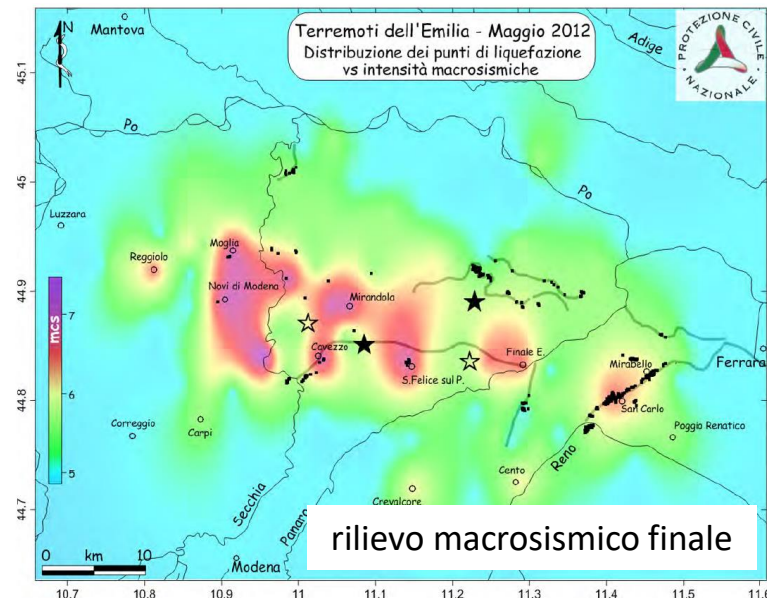 Terremoti dell'Emilia - Maggio 2012
Distribuzione dei punti di liquefazione
vs intensità macrosismiche
PROTEZIONE CIVILE
NAZIONALE
N
Mantova
Adige
45.1
Po
Po
45
Luzzara
Moglia
Reggiolo
44.9
Novi di Modena
Mirandola
mcs
7
6
5
Cavezzo
Finale E.
S.Felice sul P.
Mirabello
Ferrara
44.8
San Carlo
Correggio
Carpi
Poggio Renatico
Reno
Cento
Crevalcore
44.7
Secchia
Panaro
rilievo macrosismico finale
0 km 10
Modena
10.7 10.8 10.9 11 11.1 11.2 11.3 11.4 11.5 11.6